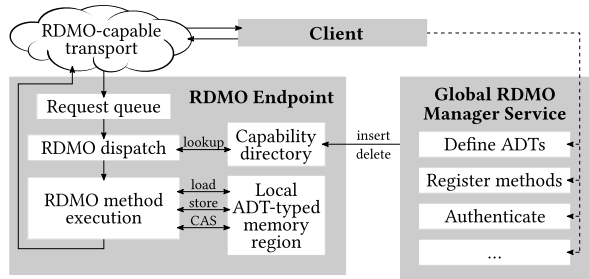 RDMO-capable
transport
Client
RDMO Endpoint
Request queue
RDMO dispatch
lookup
Capability
directory
RDMO method
execution
load
store
CAS
Local
ADT-typed
memory
region
insert
delete
Global RDMO
Manager Service
Define ADTs
Register methods
Authenticate
...